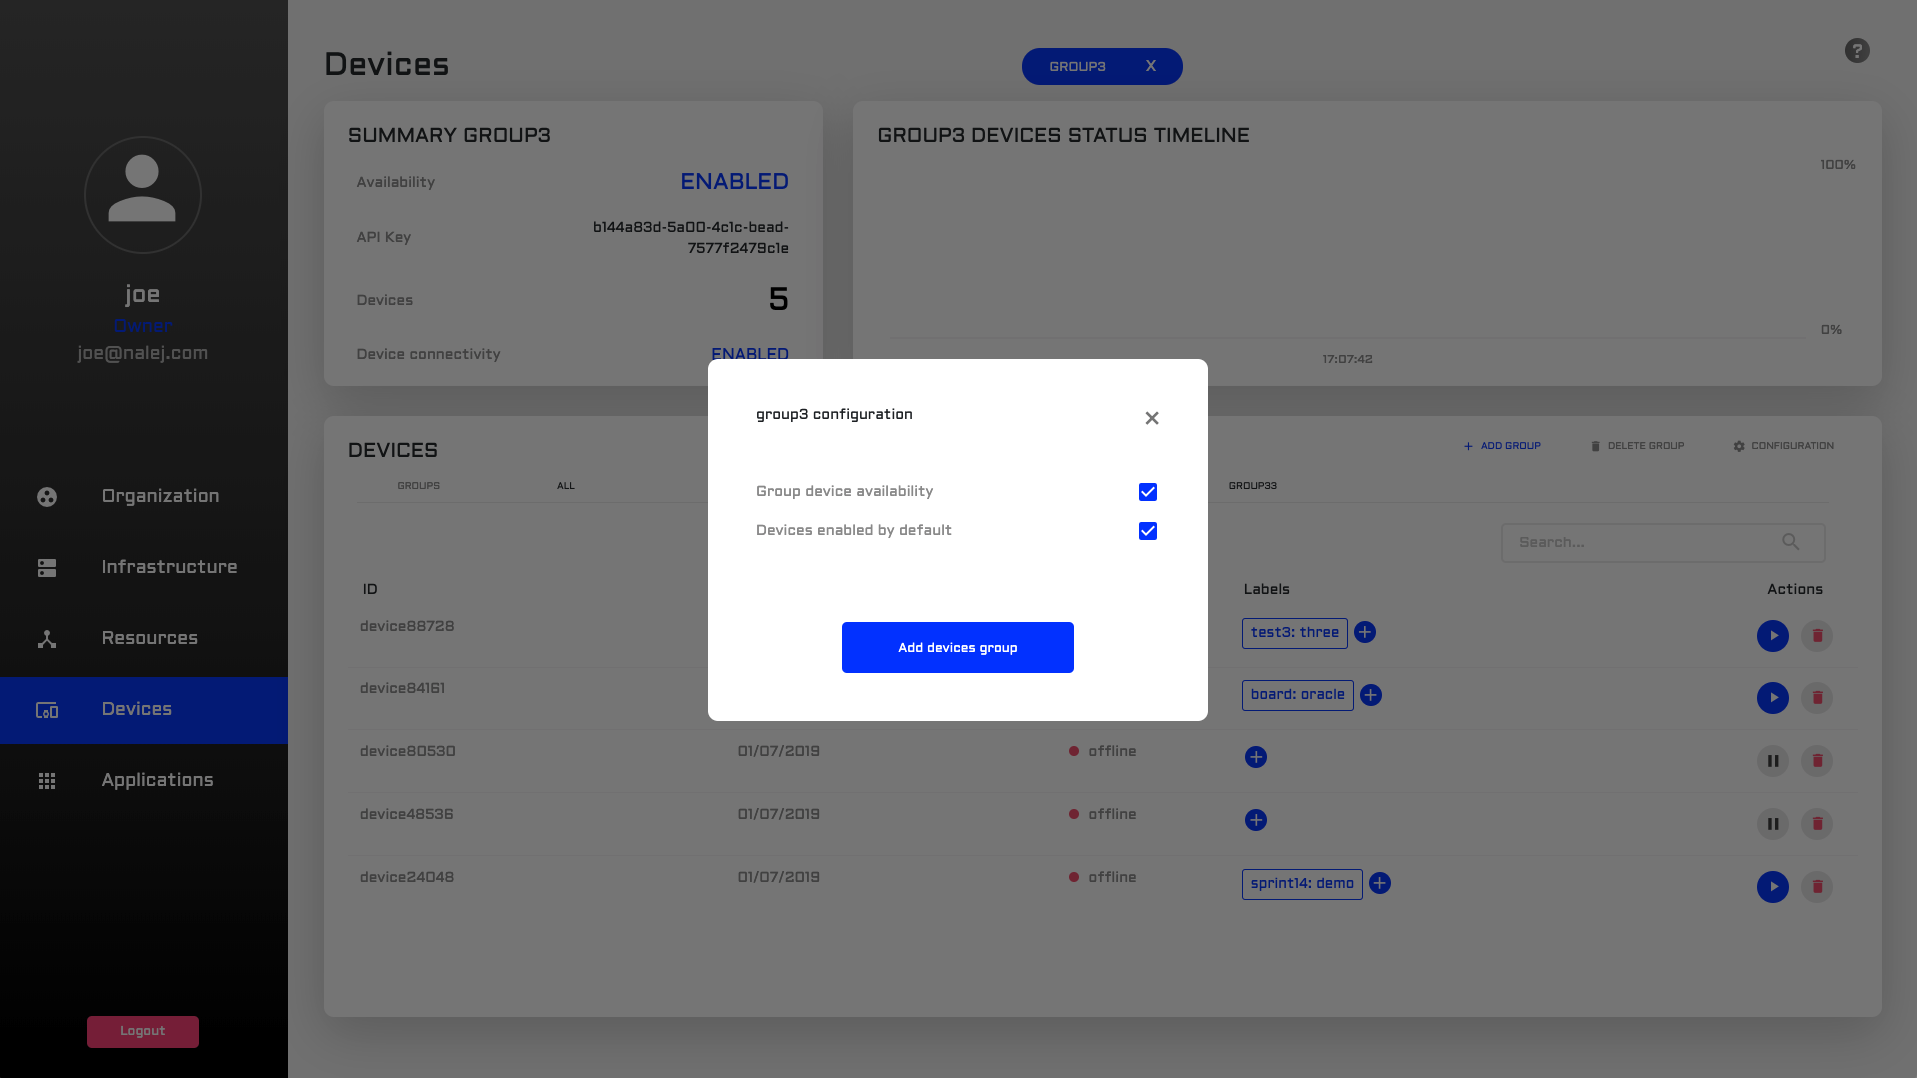 Devices
GROUP3 X
?
joe
Owner
joe@nalej.com
Organization
Infrastructure
Resources
Devices
Applications
Logout
SUMMARY GROUP3
Availability ENABLED
API Key b144a83d-5a00-4c1c-bead-
7577f2479c1e
Devices 5
Device connectivity ENABLED
GROUP3 DEVICES STATUS TIMELINE
100%
0%
17:07:42
DEVICES
+ ADD GROUP DELETE GROUP CONFIGURATION
GROUPS ALL GROUP33
Search...
ID Labels Actions
device88728 test3: three
device84161 board: oracle
device80530 01/07/2019 offline
device48536 01/07/2019 offline
device24048 01/07/2019 offline sprint14: demo
group3 configuration
Group device availability
Devices enabled by default
Add devices group